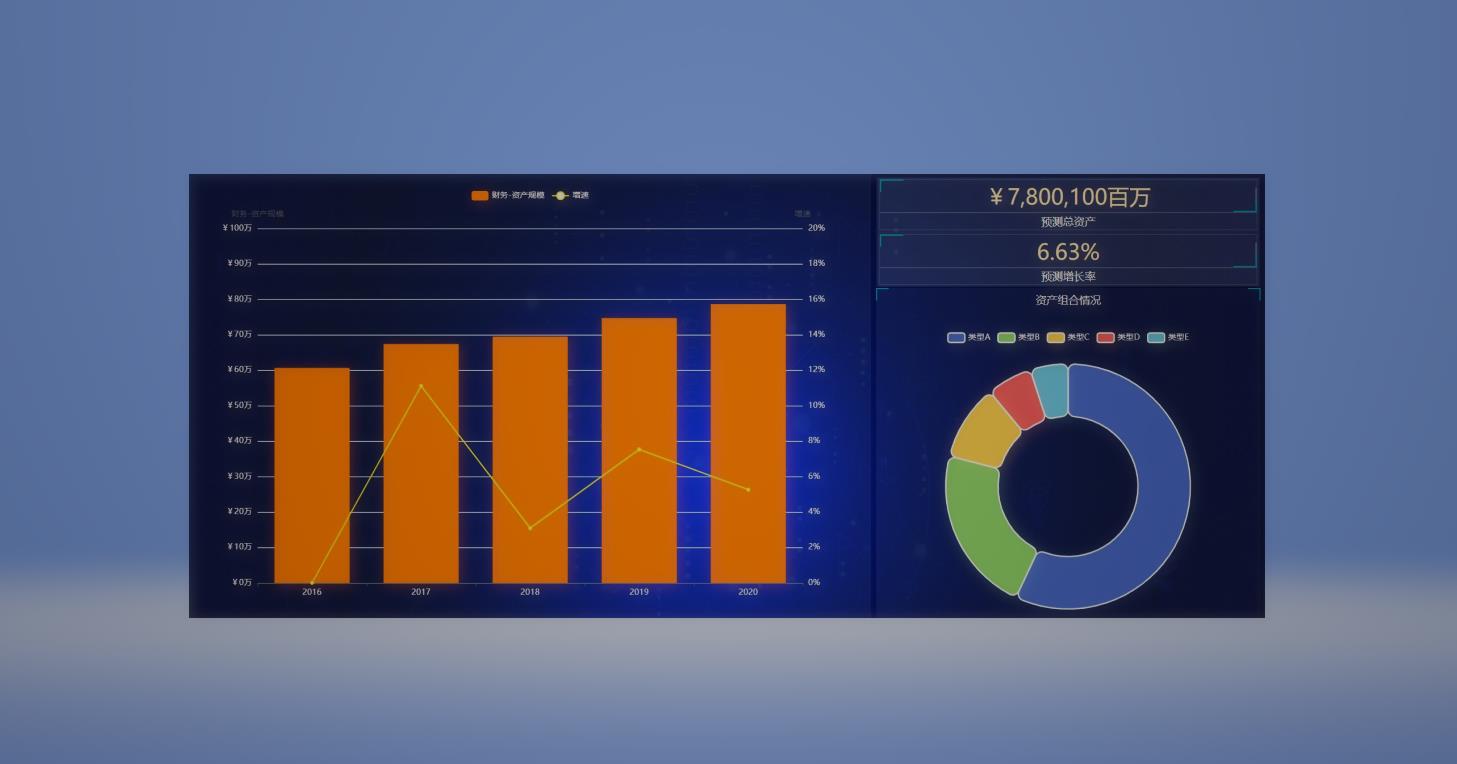 财务-资产规模 增速
财务-资产规模 增速
¥100万 20%
¥90万 18%
¥80万 16%
¥70万 14%
¥60万 12%
¥50万 10%
¥40万 8%
¥30万 6%
¥20万 4%
¥10万 2%
¥0万 0%
2016 2017 2018 2019 2020
¥7,800,100百万
预测总资产
6.63%
预测增长率
资产组合情况
类型A 类型B 类型C 类型D 类型E